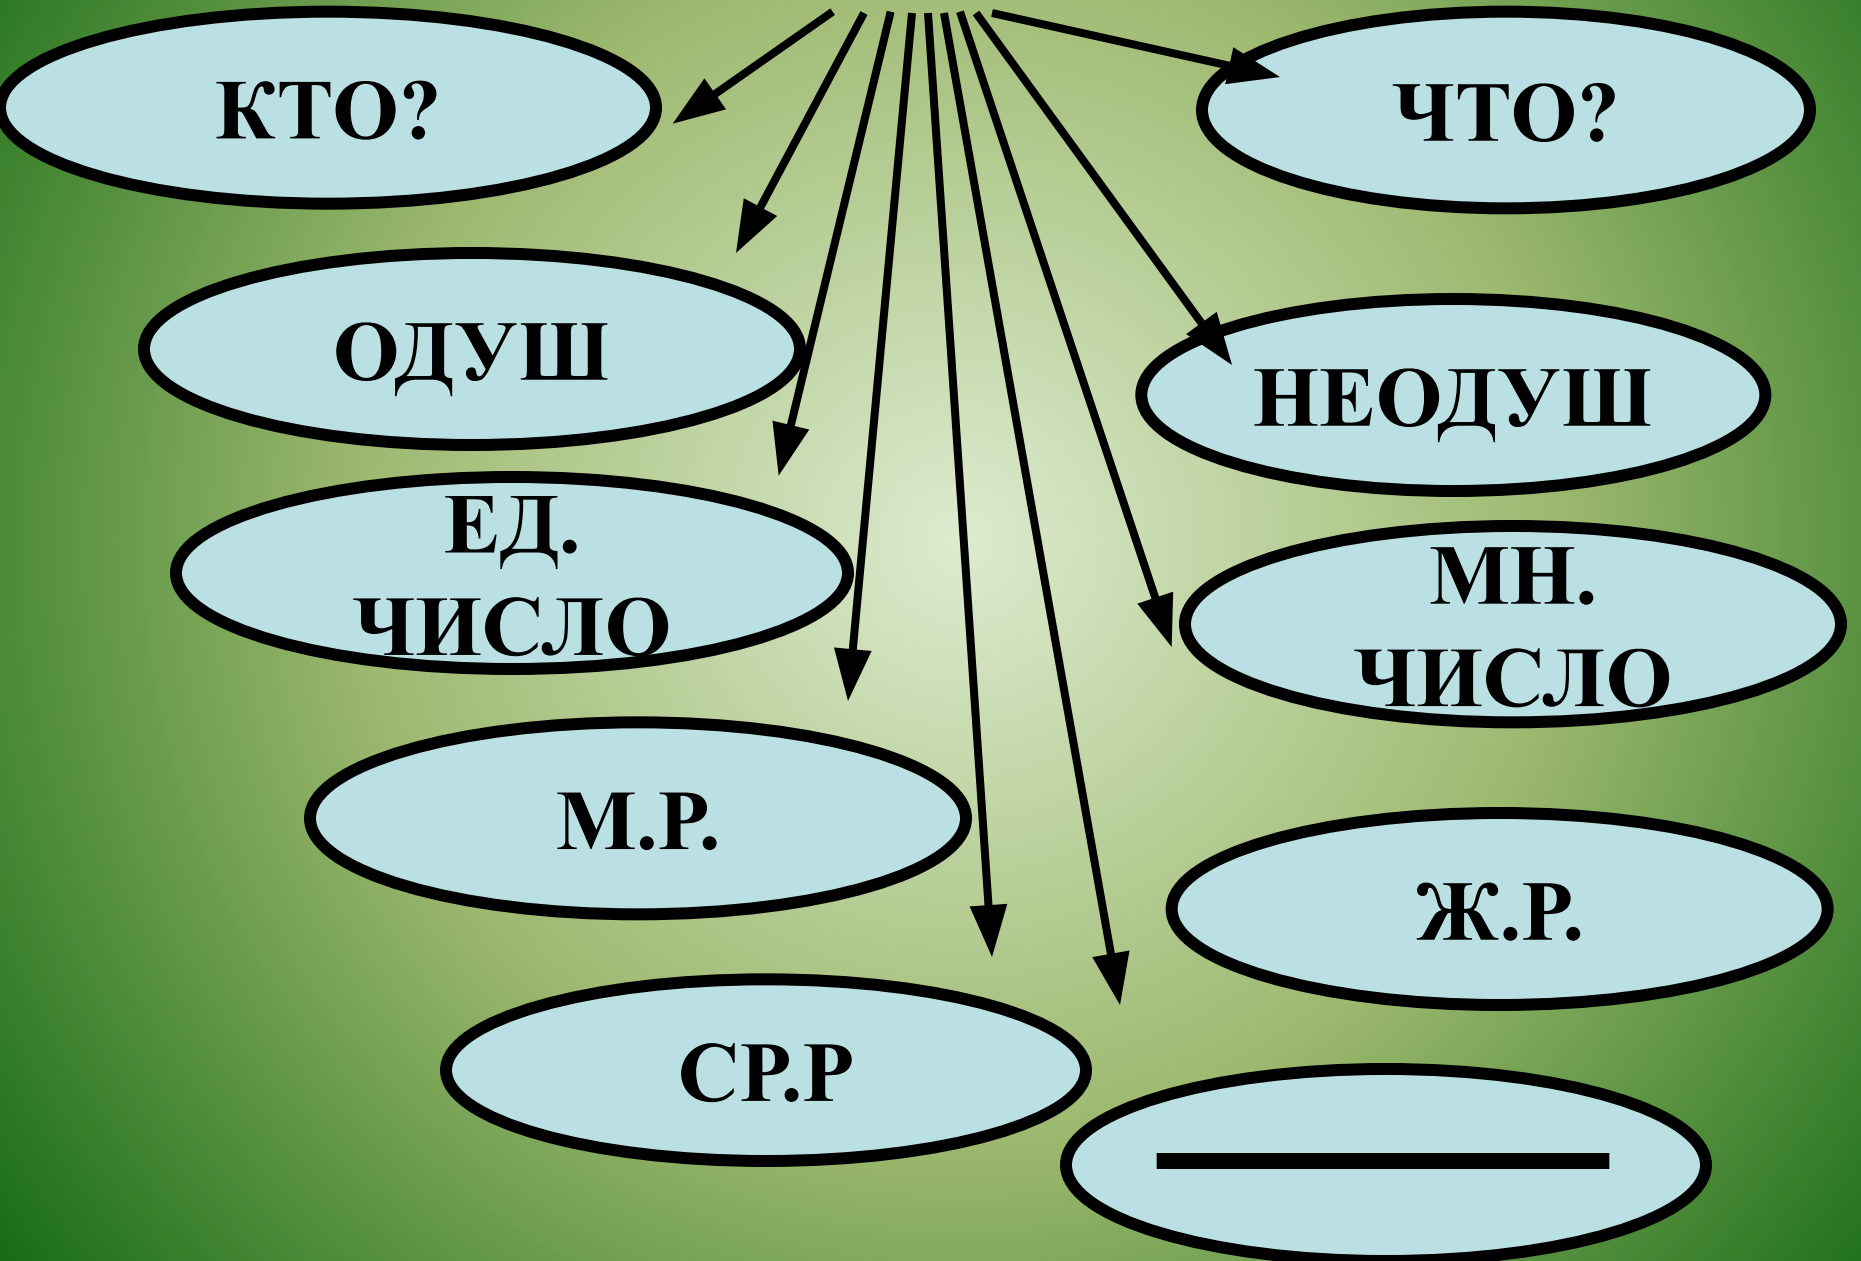 КТО?
ЧТО?
ОДУШ
НЕОДУШ
ЕД.
ЧИСЛО
МН.
ЧИСЛО
М.Р.
Ж.Р.
СР.Р